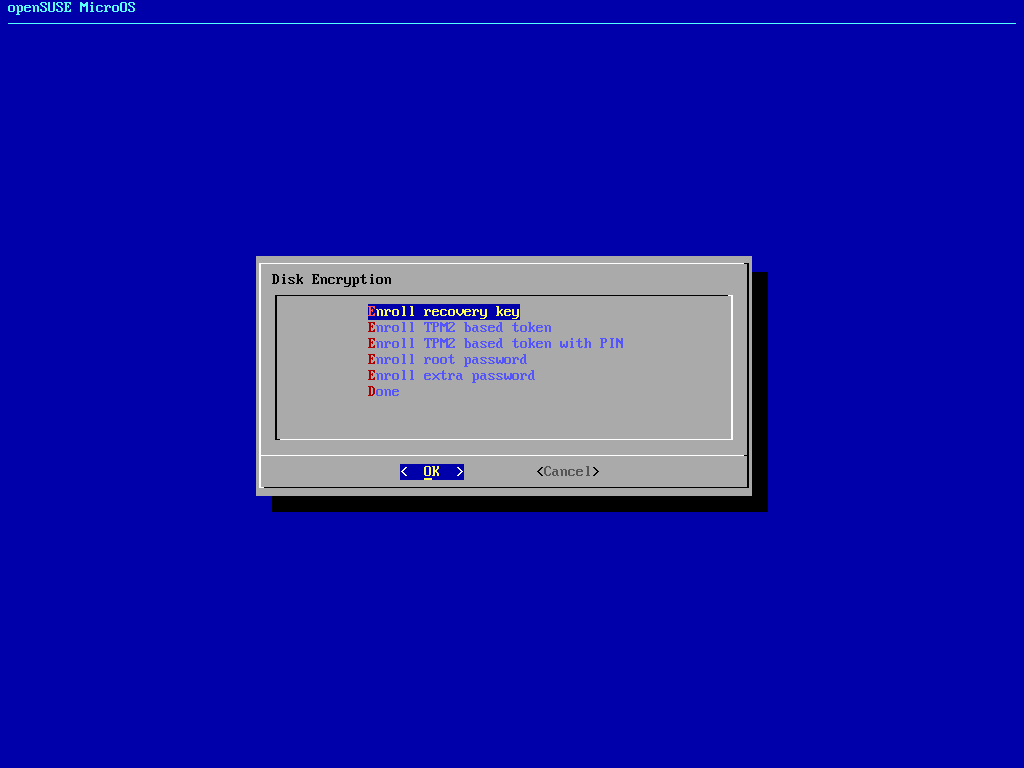 openSUSE MicroOS
Disk Encryption
Enroll recovery key
Enroll TPM2 based token
Enroll TPM2 based token with PIN
Enroll root password
Enroll extra password
Done
<  OK  > <Cancel>